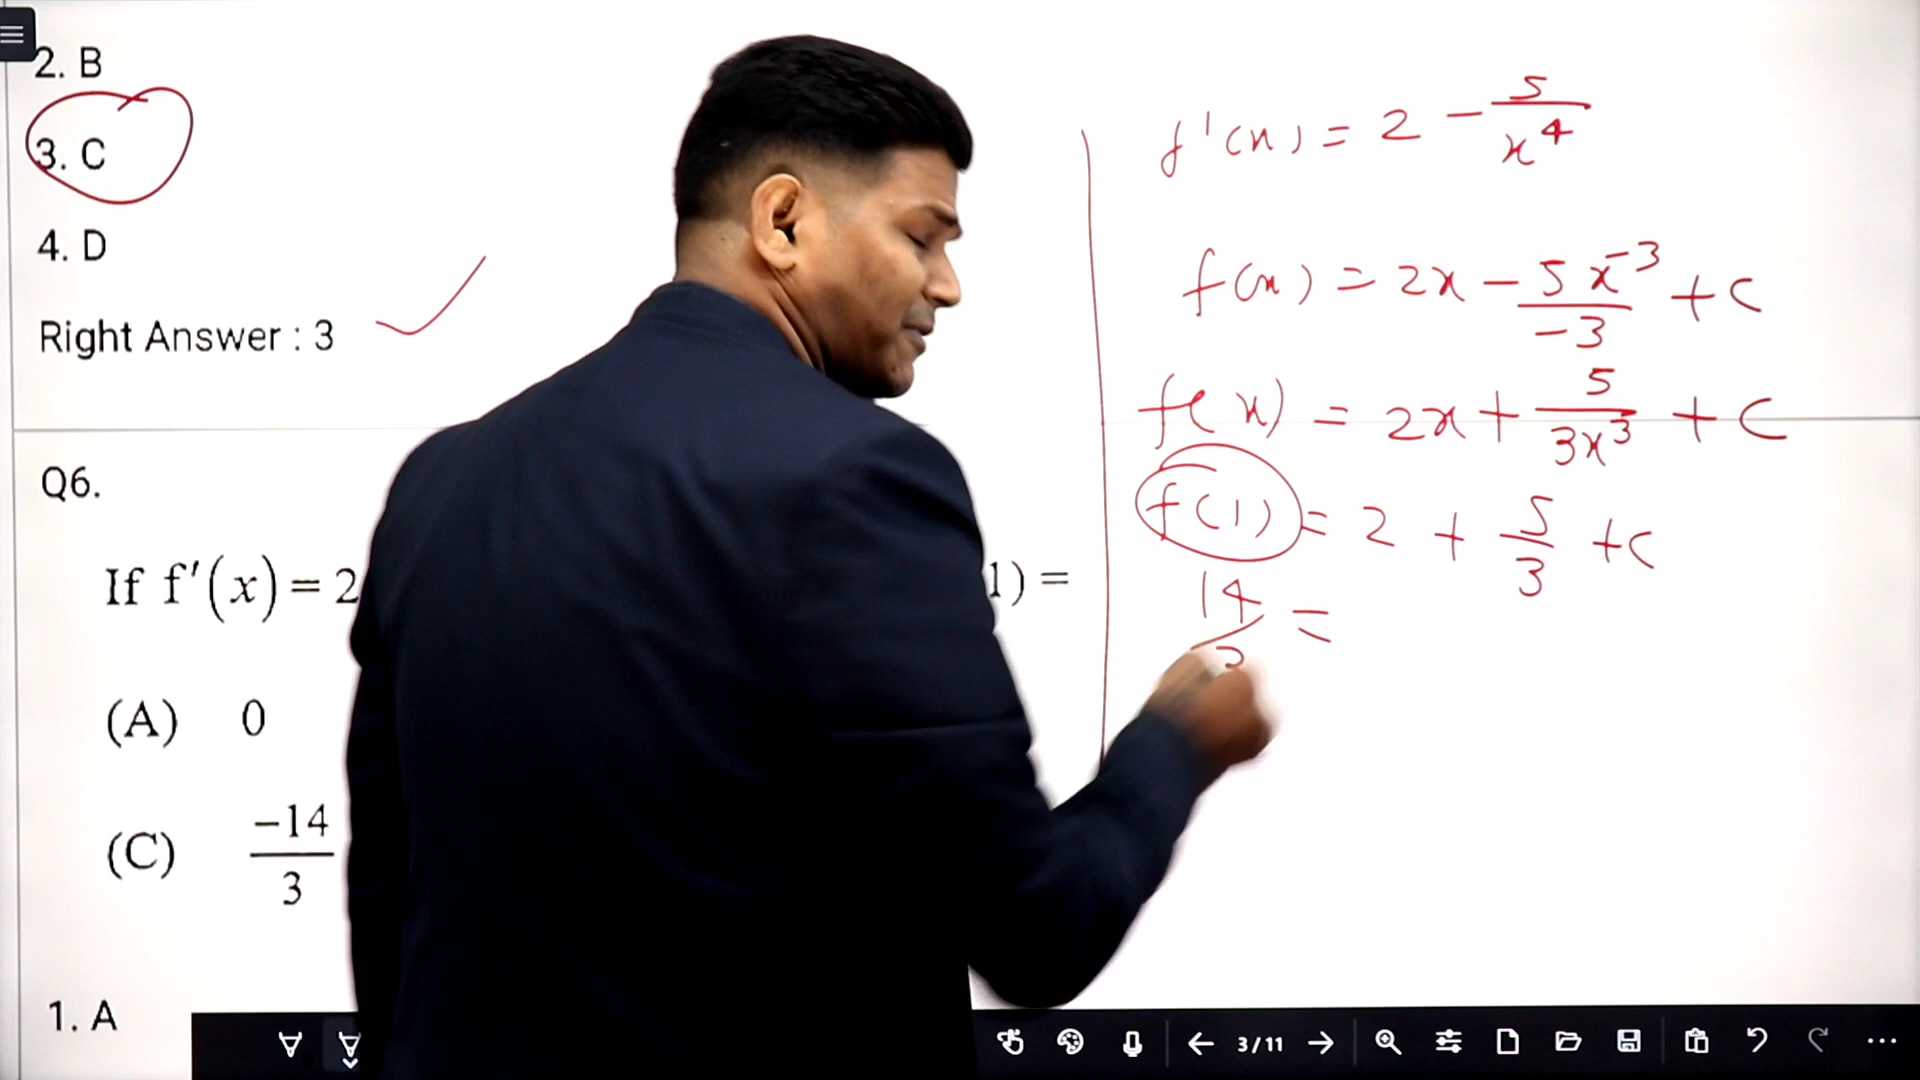 2. B
3. C
4. D
Right Answer : 3
Q6.
If f′(x) = 2
1) =
(A) 0
(C) −14/3
1. A
f'(x) = 2 − 5/x⁴
f(x) = 2x − 5x⁻³/−3 + C
f(x) = 2x + 5/3x³ + C
f(1) = 2 + 5/3 + C
14/3 =
3/11